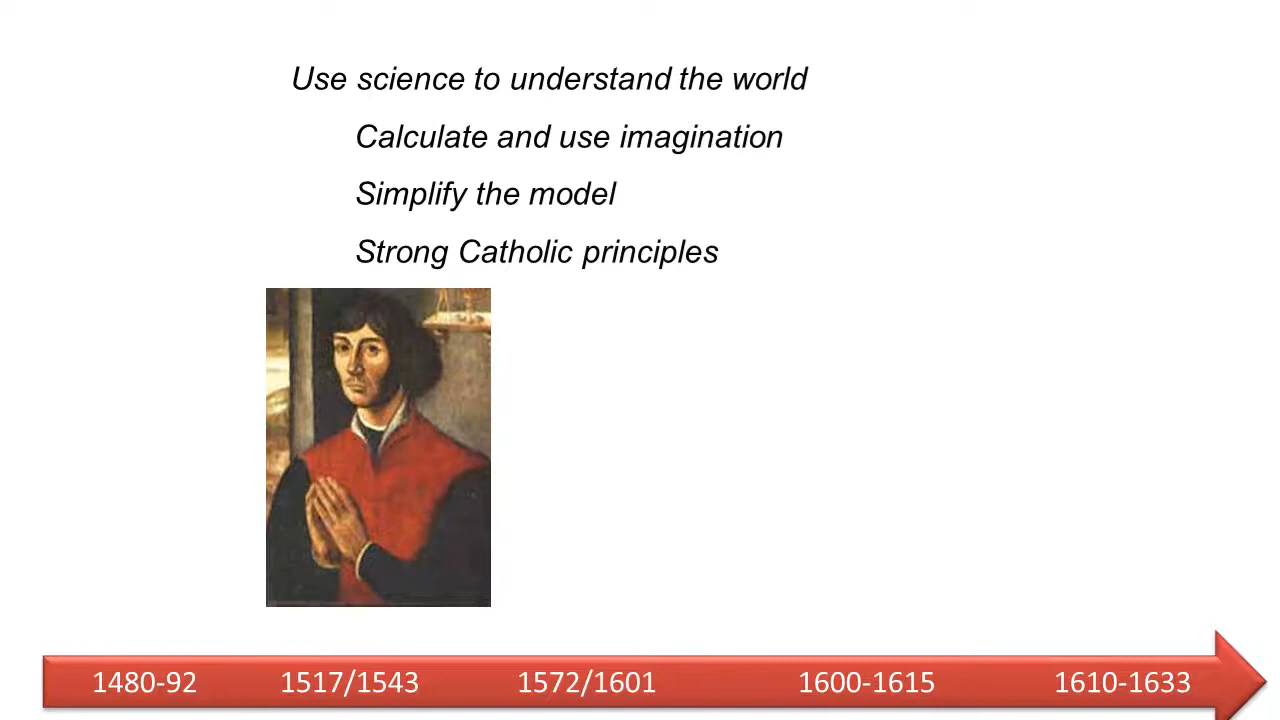 Use science to understand the world
Calculate and use imagination
Simplify the model
Strong Catholic principles
1480-92 1517/1543 1572/1601 1600-1615 1610-1633